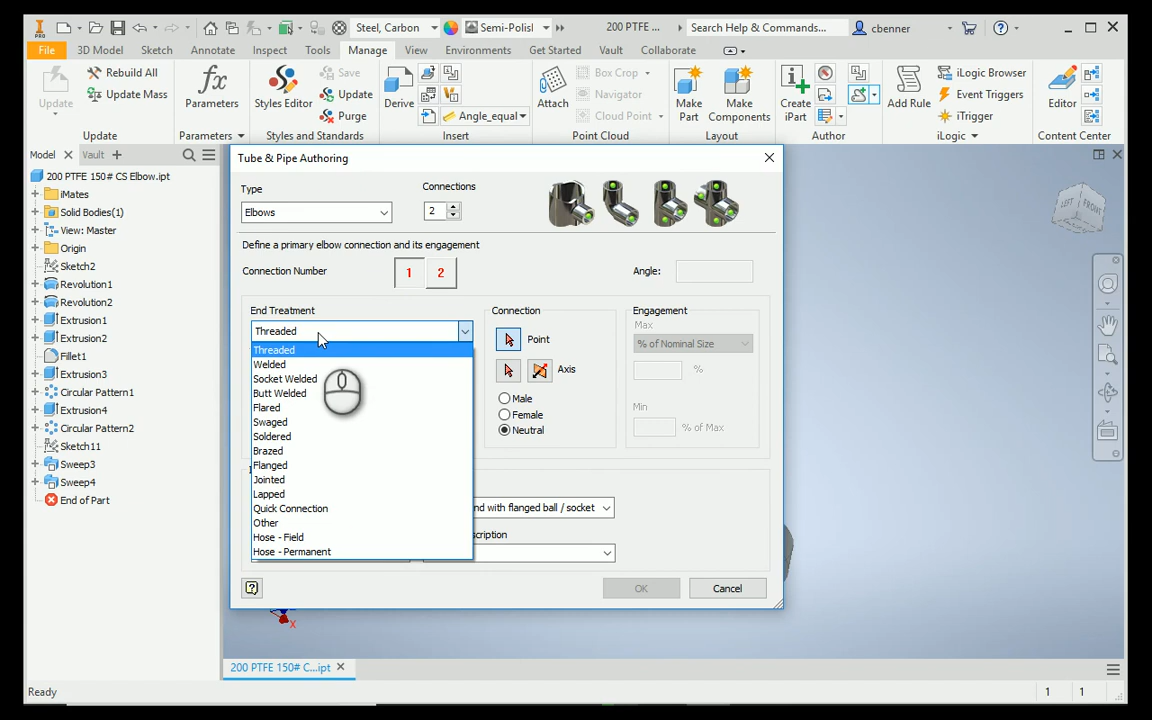 Steel, Carbon
Semi-Polisl
200 PTFE ...
Search Help & Commands...
cbenner
File
3D Model
Sketch
Annotate
Inspect
Tools
Manage
View
Environments
Get Started
Vault
Collaborate
Update
Rebuild All
Update Mass
fx
Parameters
Styles Editor
Save
Update
Purge
Derive
Angle_equal
Attach
Box Crop
Navigator
Cloud Point
Make Part
Make Components
Create iPart
Add Rule
iLogic Browser
Event Triggers
iTrigger
Editor
Update
Parameters
Styles and Standards
Insert
Point Cloud
Layout
Author
iLogic
Content Center
Model
Vault
200 PTFE 150# CS Elbow.ipt
iMates
Solid Bodies(1)
View: Master
Origin
Sketch2
Revolution1
Revolution2
Extrusion1
Extrusion2
Fillet1
Extrusion3
Circular Pattern1
Extrusion4
Circular Pattern2
Sketch11
Sweep3
Sweep4
End of Part
Tube & Pipe Authoring
Type
Elbows
Connections
2
Define a primary elbow connection and its engagement
Connection Number
1
2
Angle:
End Treatment
Threaded
Threaded
Welded
Socket Welded
Butt Welded
Flared
Swaged
Soldered
Brazed
Flanged
Jointed
Lapped
Quick Connection
Other
Hose - Field
Hose - Permanent
Connection
Point
Axis
Male
Female
Neutral
Engagement
Max
% of Nominal Size
%
Min
% of Max
nd with flanged ball / socket
scription
OK
Cancel
LEFT
FRONT
X
200 PTFE 150# C...ipt
Ready
1
1